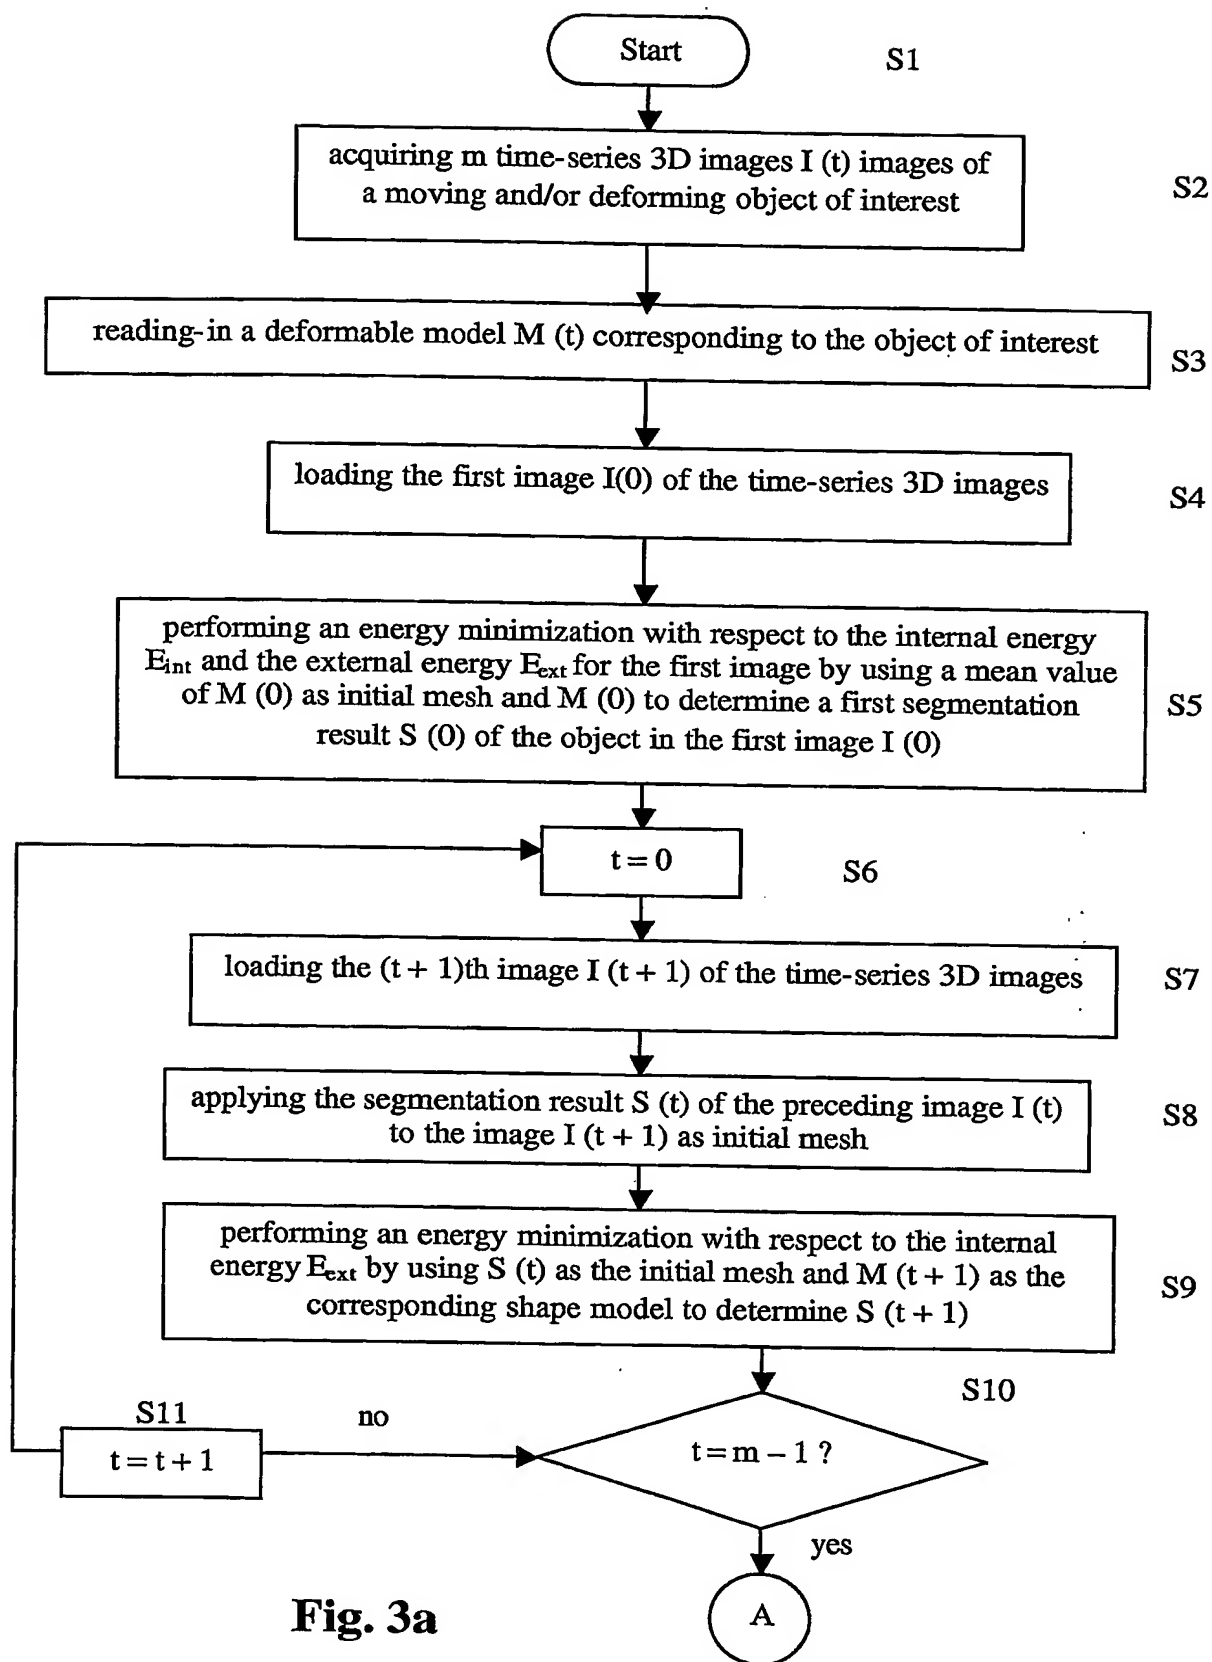 Start
S1
acquiring m time-series 3D images I (t) images of
a moving and/or deforming object of interest
S2
reading-in a deformable model M (t) corresponding to the object of interest
S3
loading the first image I(0) of the time-series 3D images
S4
performing an energy minimization with respect to the internal energy
Eint and the external energy Eext for the first image by using a mean value
of M (0) as initial mesh and M (0) to determine a first segmentation
result S (0) of the object in the first image I (0)
S5
t = 0
S6
loading the (t + 1)th image I (t + 1) of the time-series 3D images
S7
applying the segmentation result S (t) of the preceding image I (t)
to the image I (t + 1) as initial mesh
S8
performing an energy minimization with respect to the internal
energy Eext by using S (t) as the initial mesh and M (t + 1) as the
corresponding shape model to determine S (t + 1)
S9
S10
S11
no
t = t + 1
t = m – 1 ?
yes
A
Fig. 3a